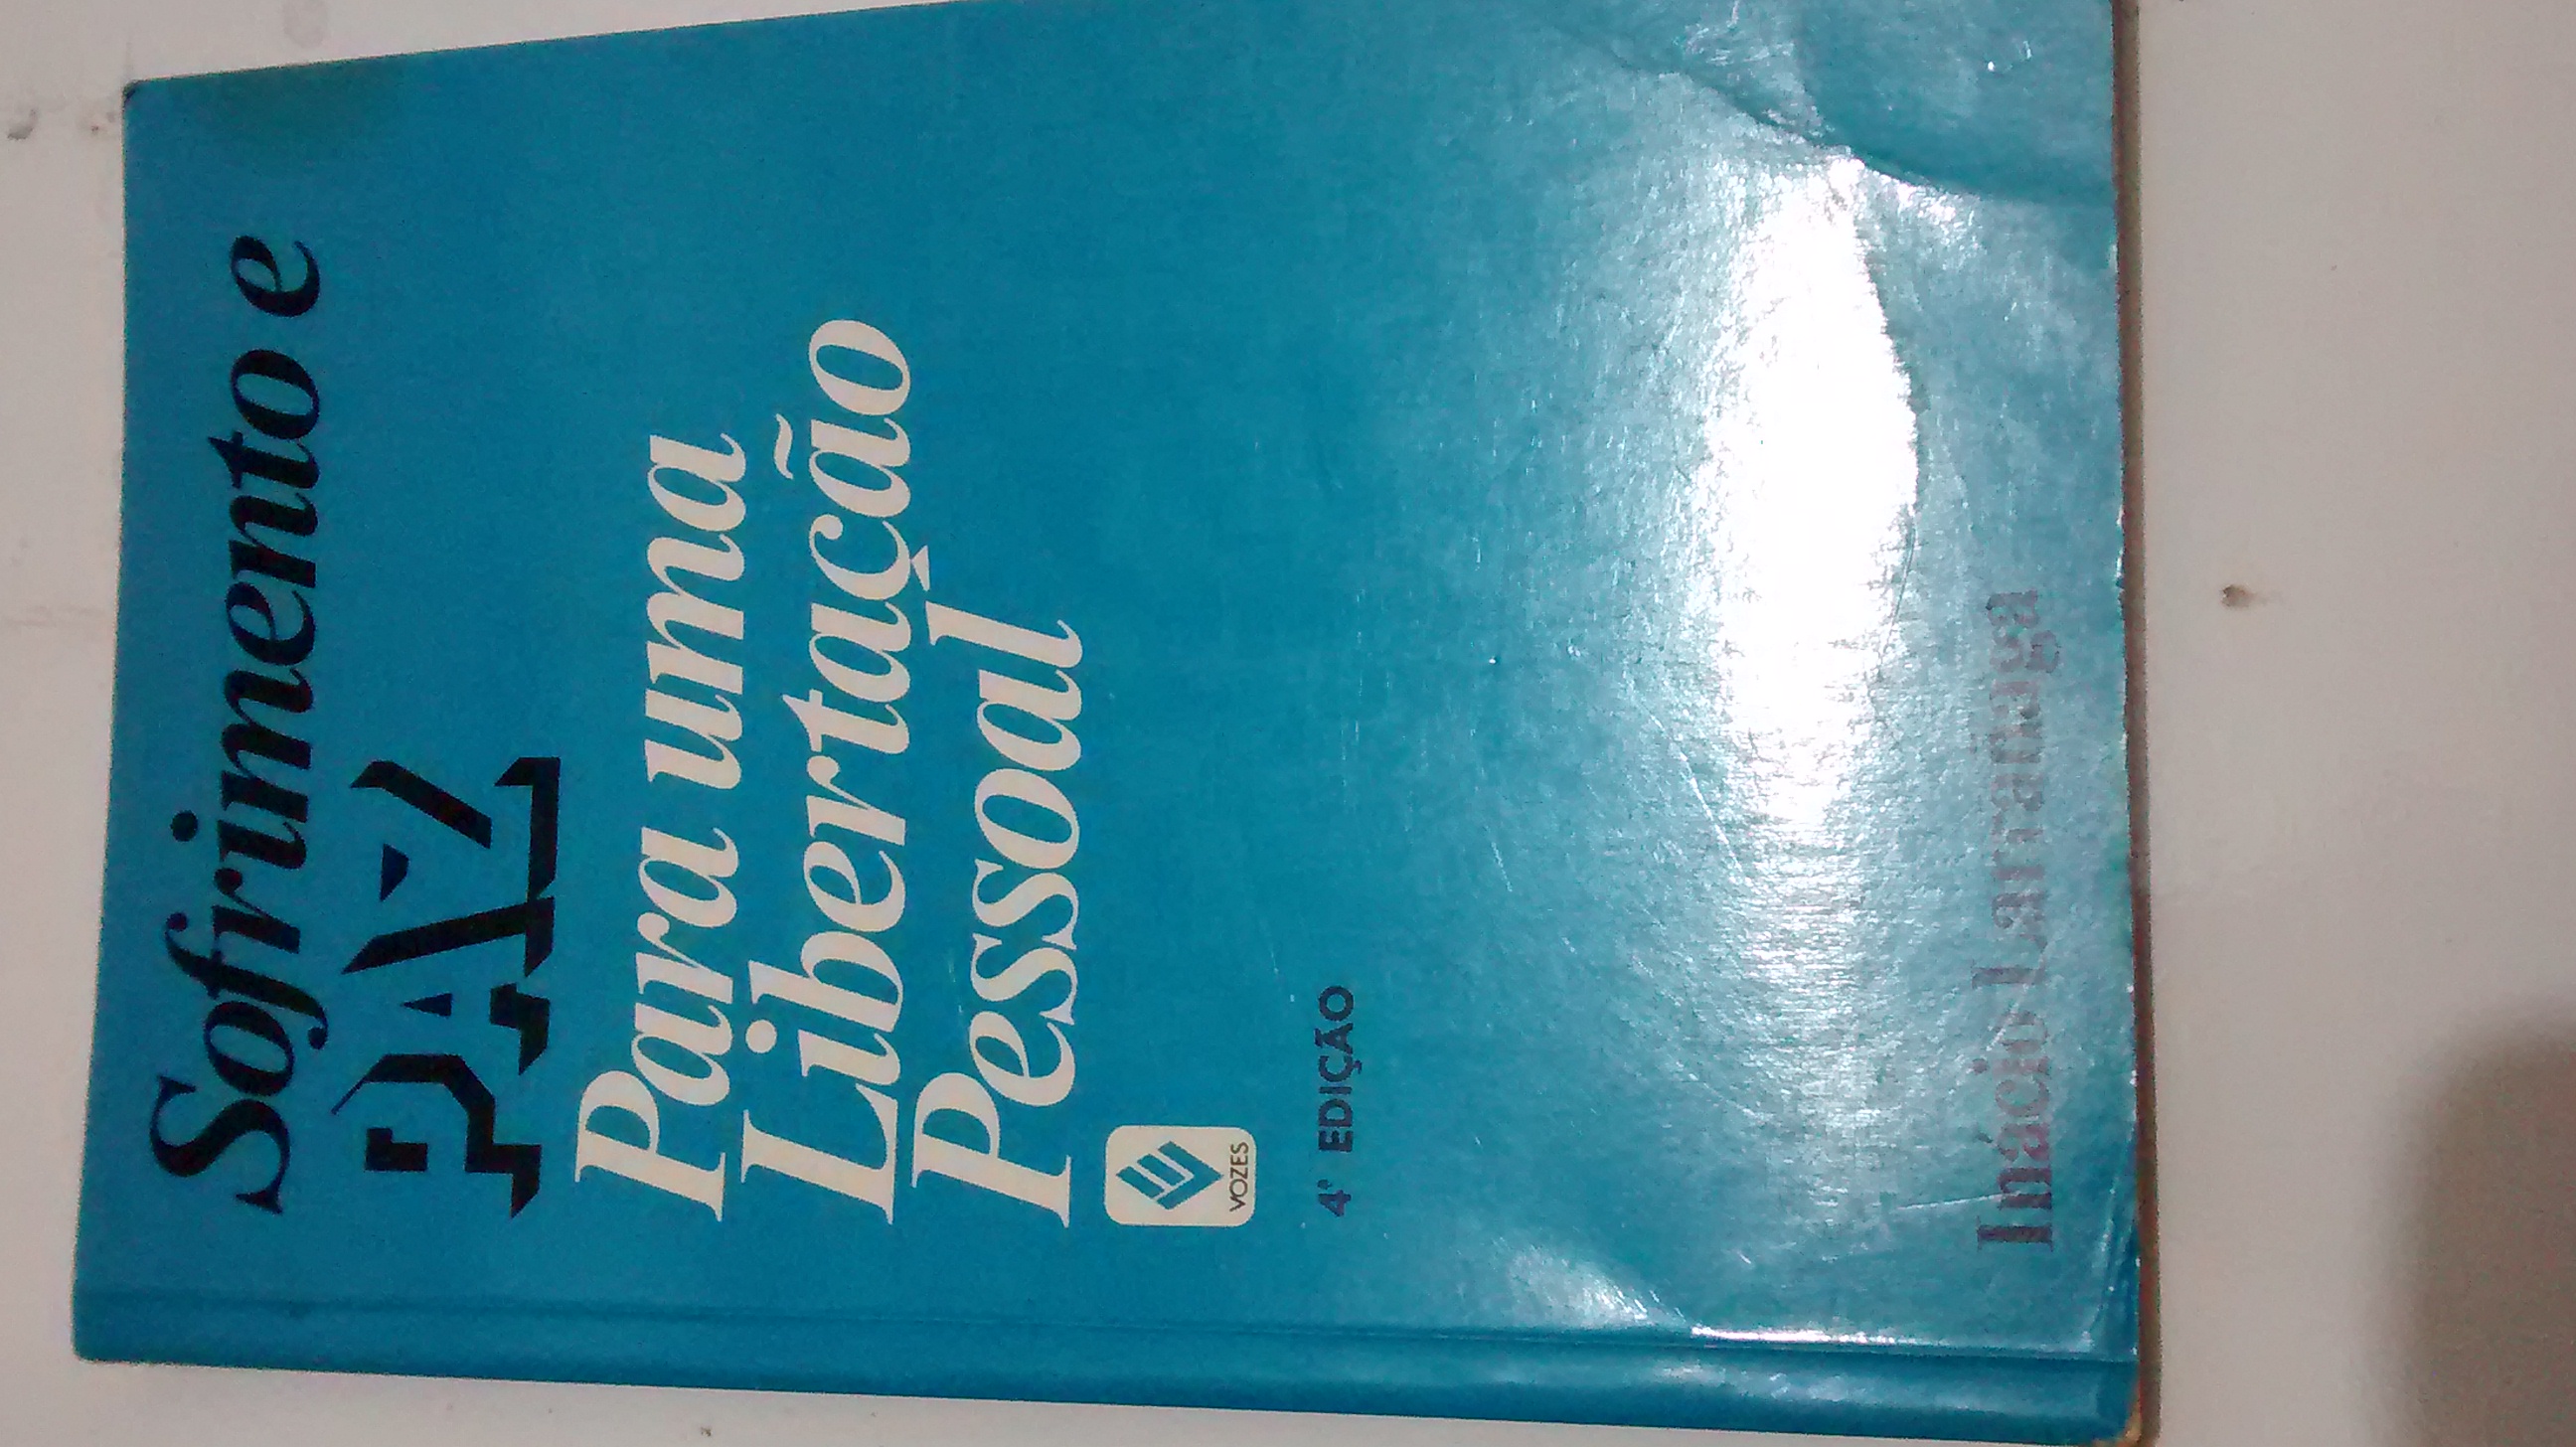 Sofrimento e
PAZ
Para uma
Libertação
Pessoal
VOZES
4ª EDIÇÃO
Inácio Larrañaga